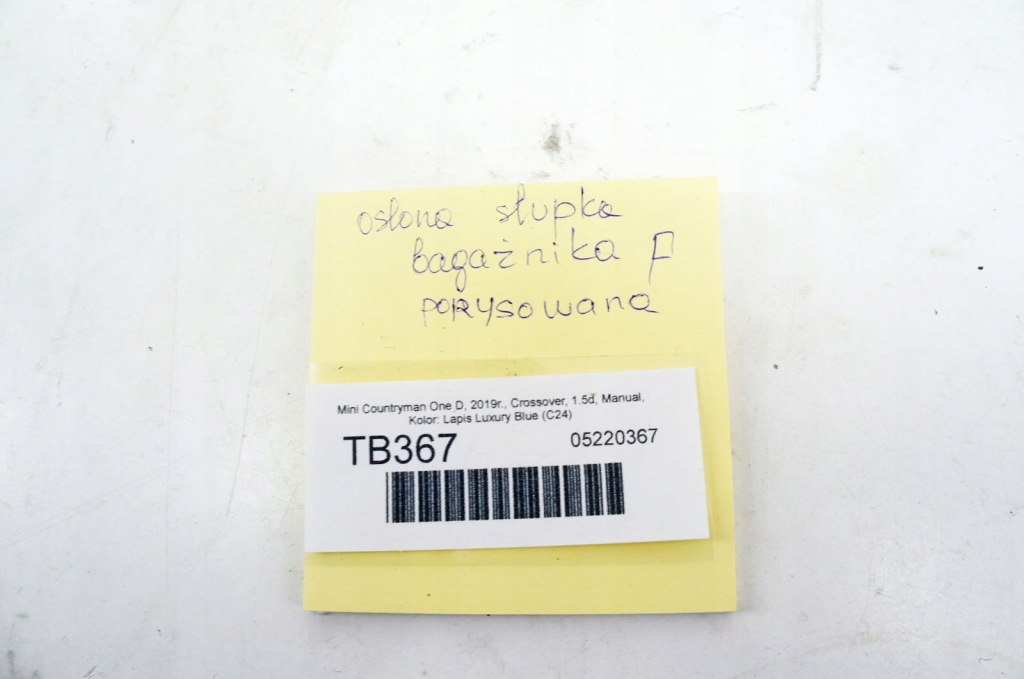 osłona słupka
bagażnika P
porysowana
Mini Countryman One D, 2019r., Crossover, 1.5d, Manual,
Kolor: Lapis Luxury Blue (C24)
TB367 05220367